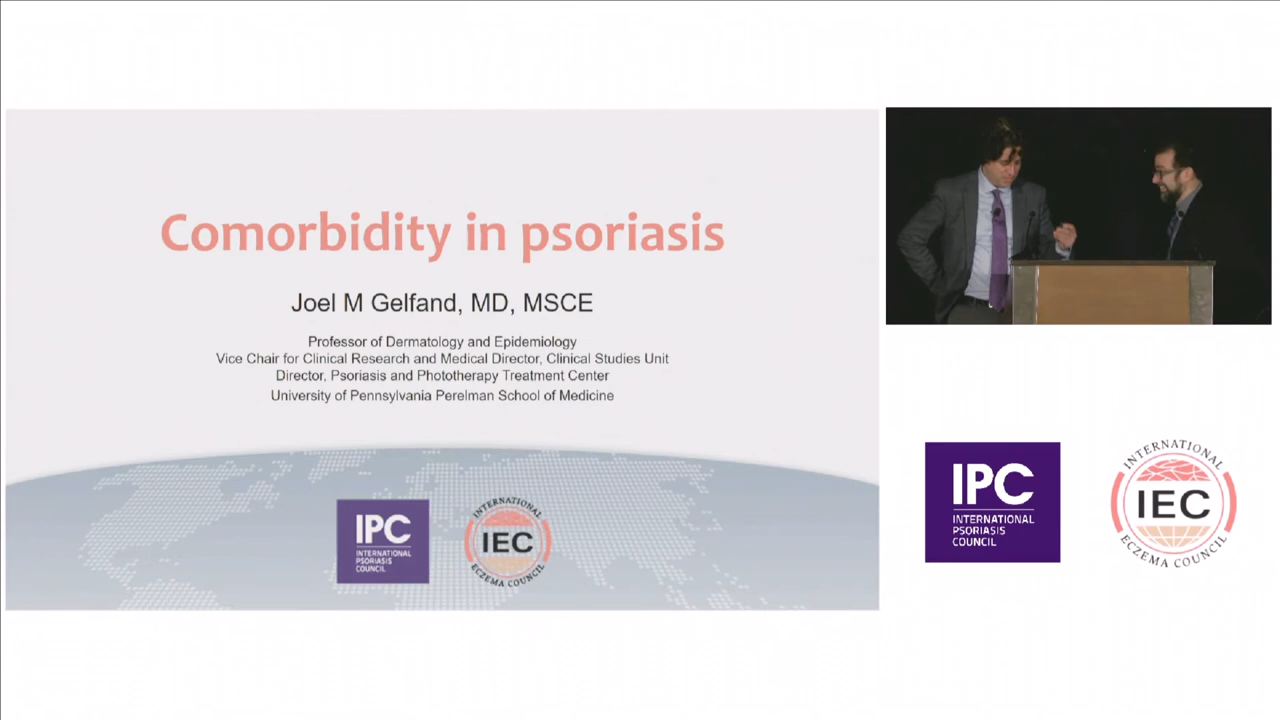 Comorbidity in psoriasis
Joel M Gelfand, MD, MSCE
Professor of Dermatology and Epidemiology
Vice Chair for Clinical Research and Medical Director, Clinical Studies Unit
Director, Psoriasis and Phototherapy Treatment Center
University of Pennsylvania Perelman School of Medicine
IPC
INTERNATIONAL
PSORIASIS
COUNCIL
INTERNATIONAL
IEC
ECZEMA COUNCIL
IPC
INTERNATIONAL
PSORIASIS
COUNCIL
INTERNATIONAL
IEC
ECZEMA COUNCIL